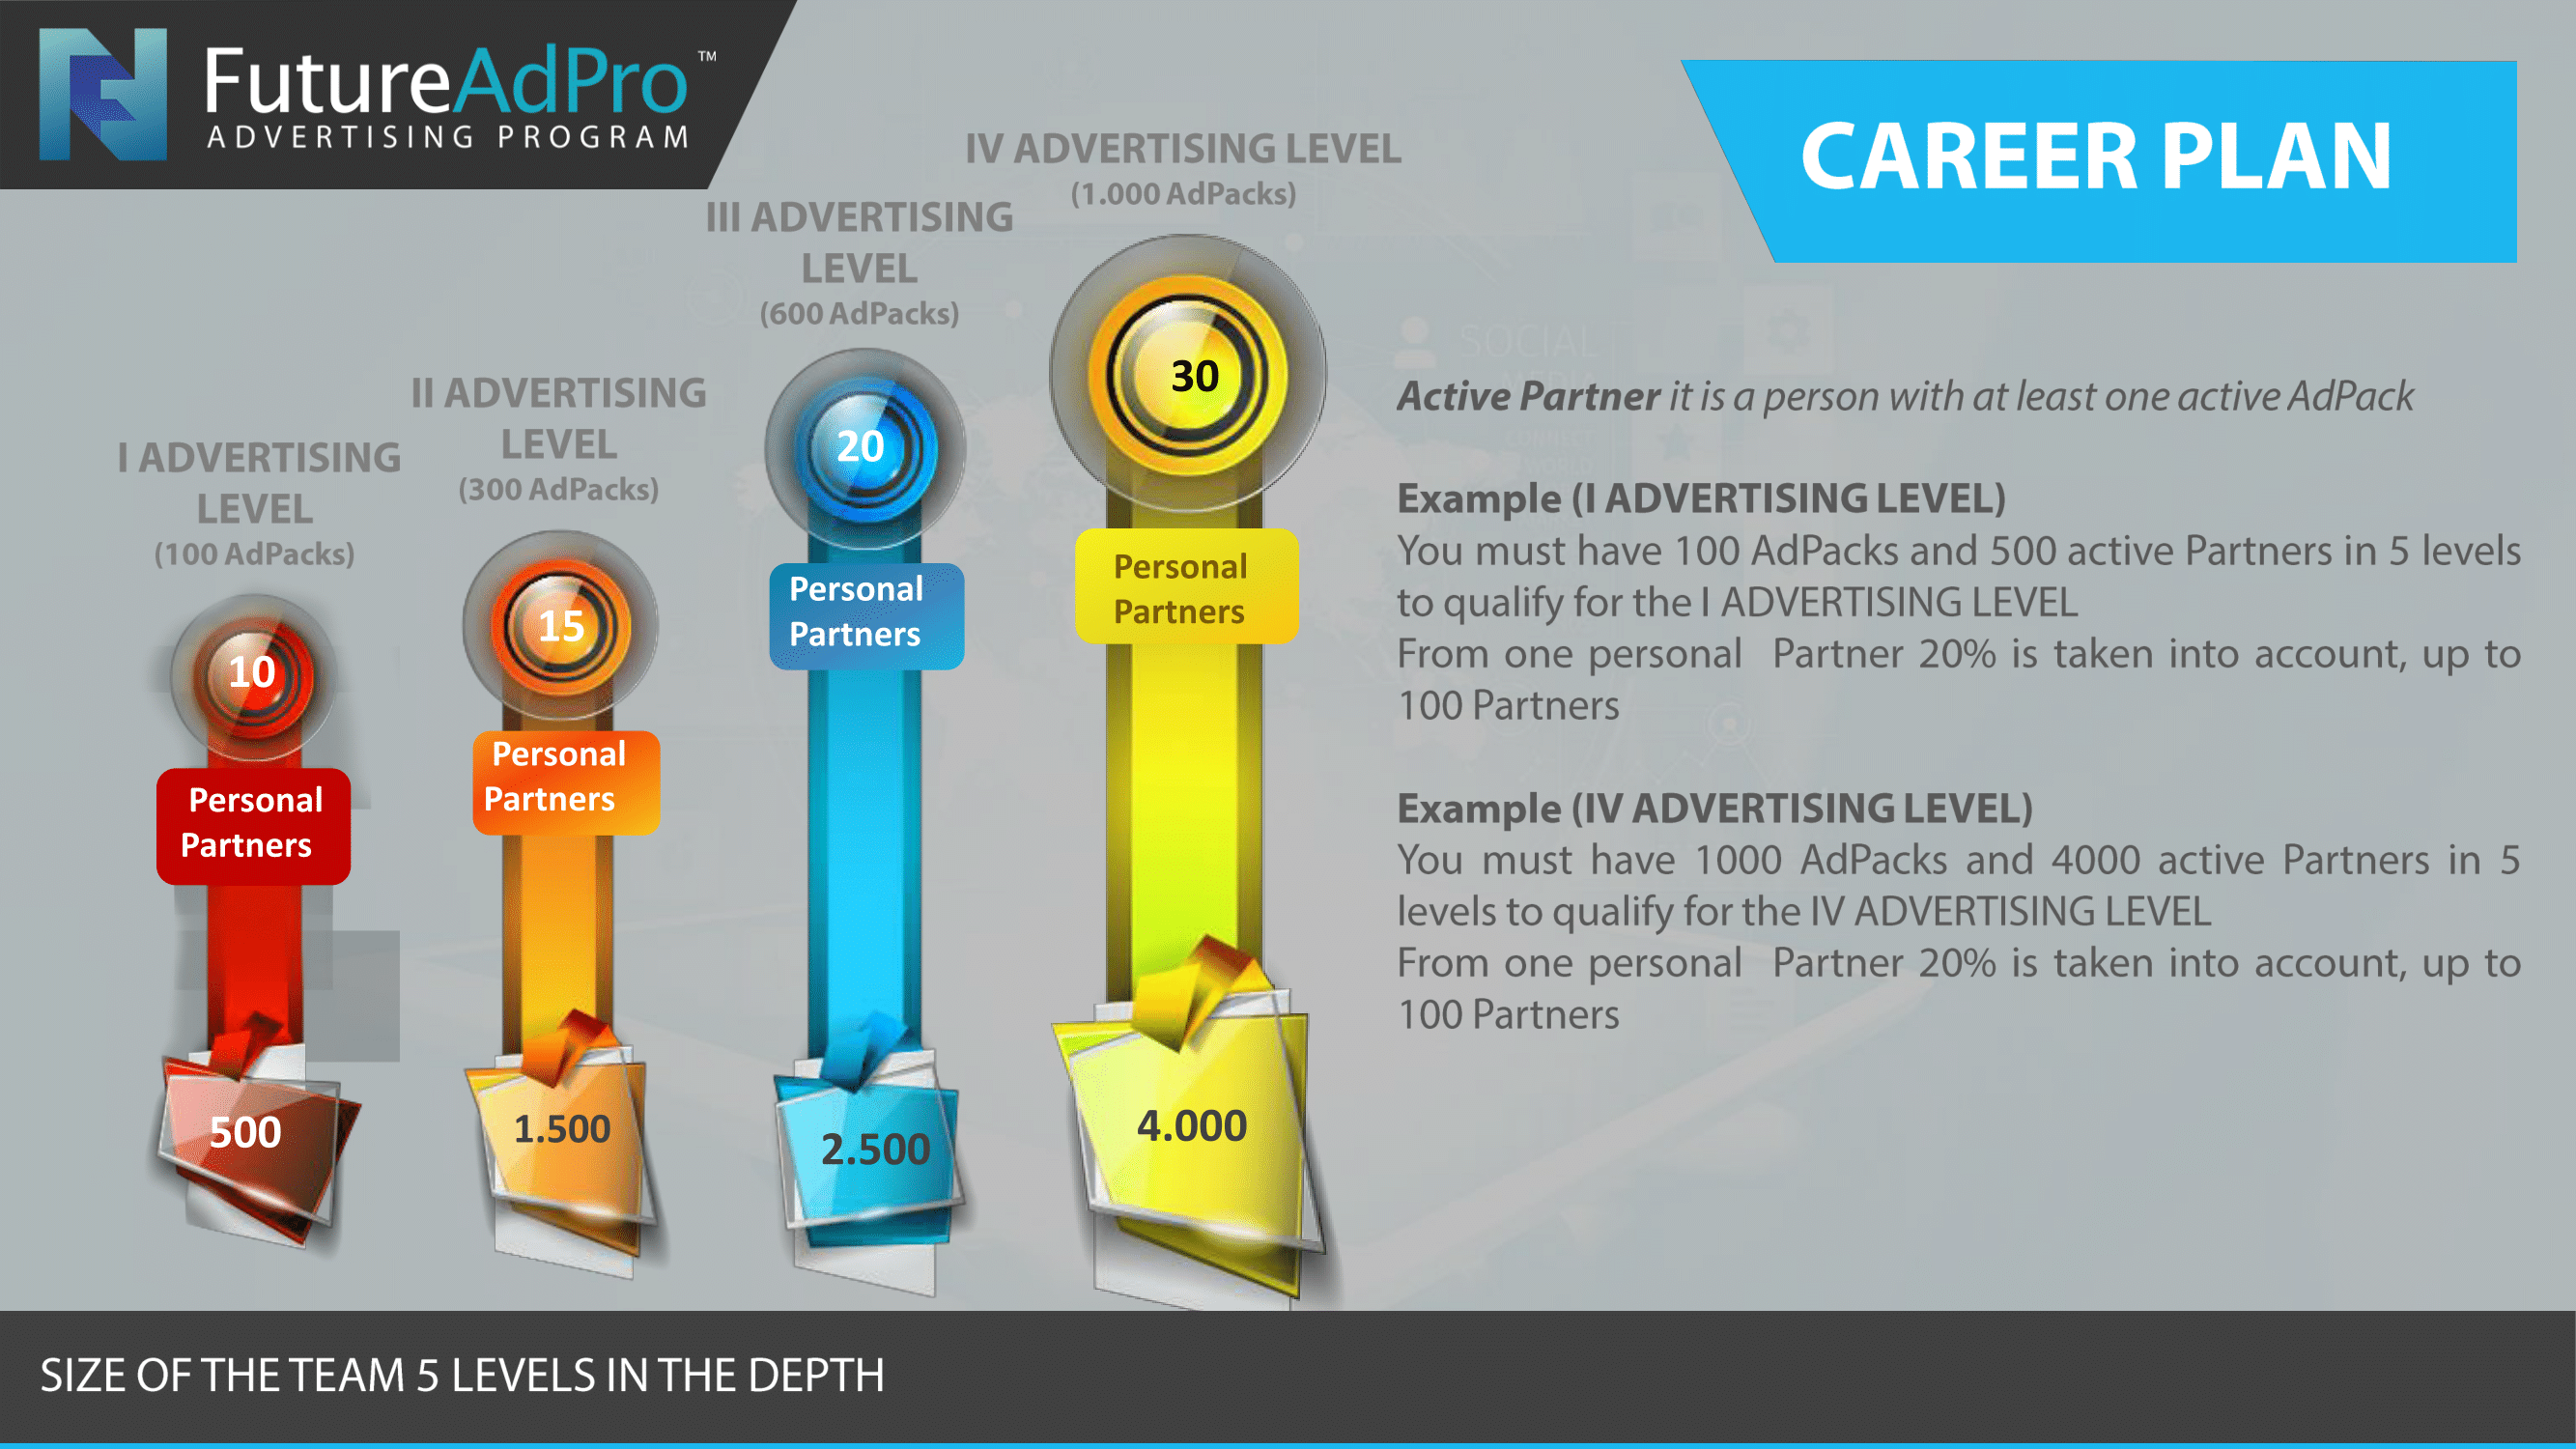 FutureAdPro™
ADVERTISING PROGRAM
CAREER PLAN
IV ADVERTISING LEVEL
(1.000 AdPacks)
III ADVERTISING
LEVEL
(600 AdPacks)
II ADVERTISING
LEVEL
(300 AdPacks)
I ADVERTISING
LEVEL
(100 AdPacks)
10
Personal
Partners
500
15
Personal
Partners
1.500
20
Personal
Partners
2.500
30
Personal
Partners
4.000
SOCIAL
MEDIA
CONNECT
WORLD
Active Partner it is a person with at least one active AdPack
Example (I ADVERTISING LEVEL)
You must have 100 AdPacks and 500 active Partners in 5 levels
to qualify for the I ADVERTISING LEVEL
From one personal Partner 20% is taken into account, up to
100 Partners
Example (IV ADVERTISING LEVEL)
You must have 1000 AdPacks and 4000 active Partners in 5
levels to qualify for the IV ADVERTISING LEVEL
From one personal Partner 20% is taken into account, up to
100 Partners
SIZE OF THE TEAM 5 LEVELS IN THE DEPTH